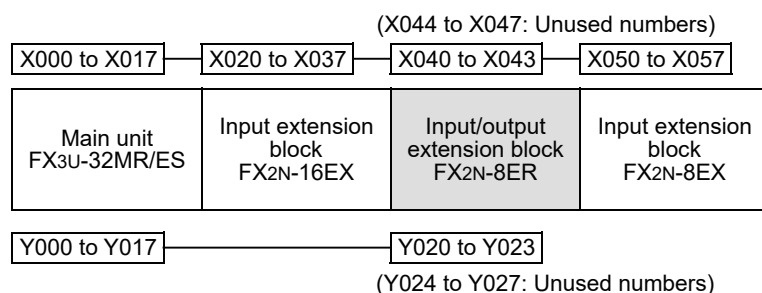 (X044 to X047: Unused numbers)
X000 to X017
X020 to X037
X040 to X043
X050 to X057
Main unit
FX3U-32MR/ES
Input extension
block
FX2N-16EX
Input/output
extension block
FX2N-8ER
Input extension
block
FX2N-8EX
Y000 to Y017
Y020 to Y023
(Y024 to Y027: Unused numbers)